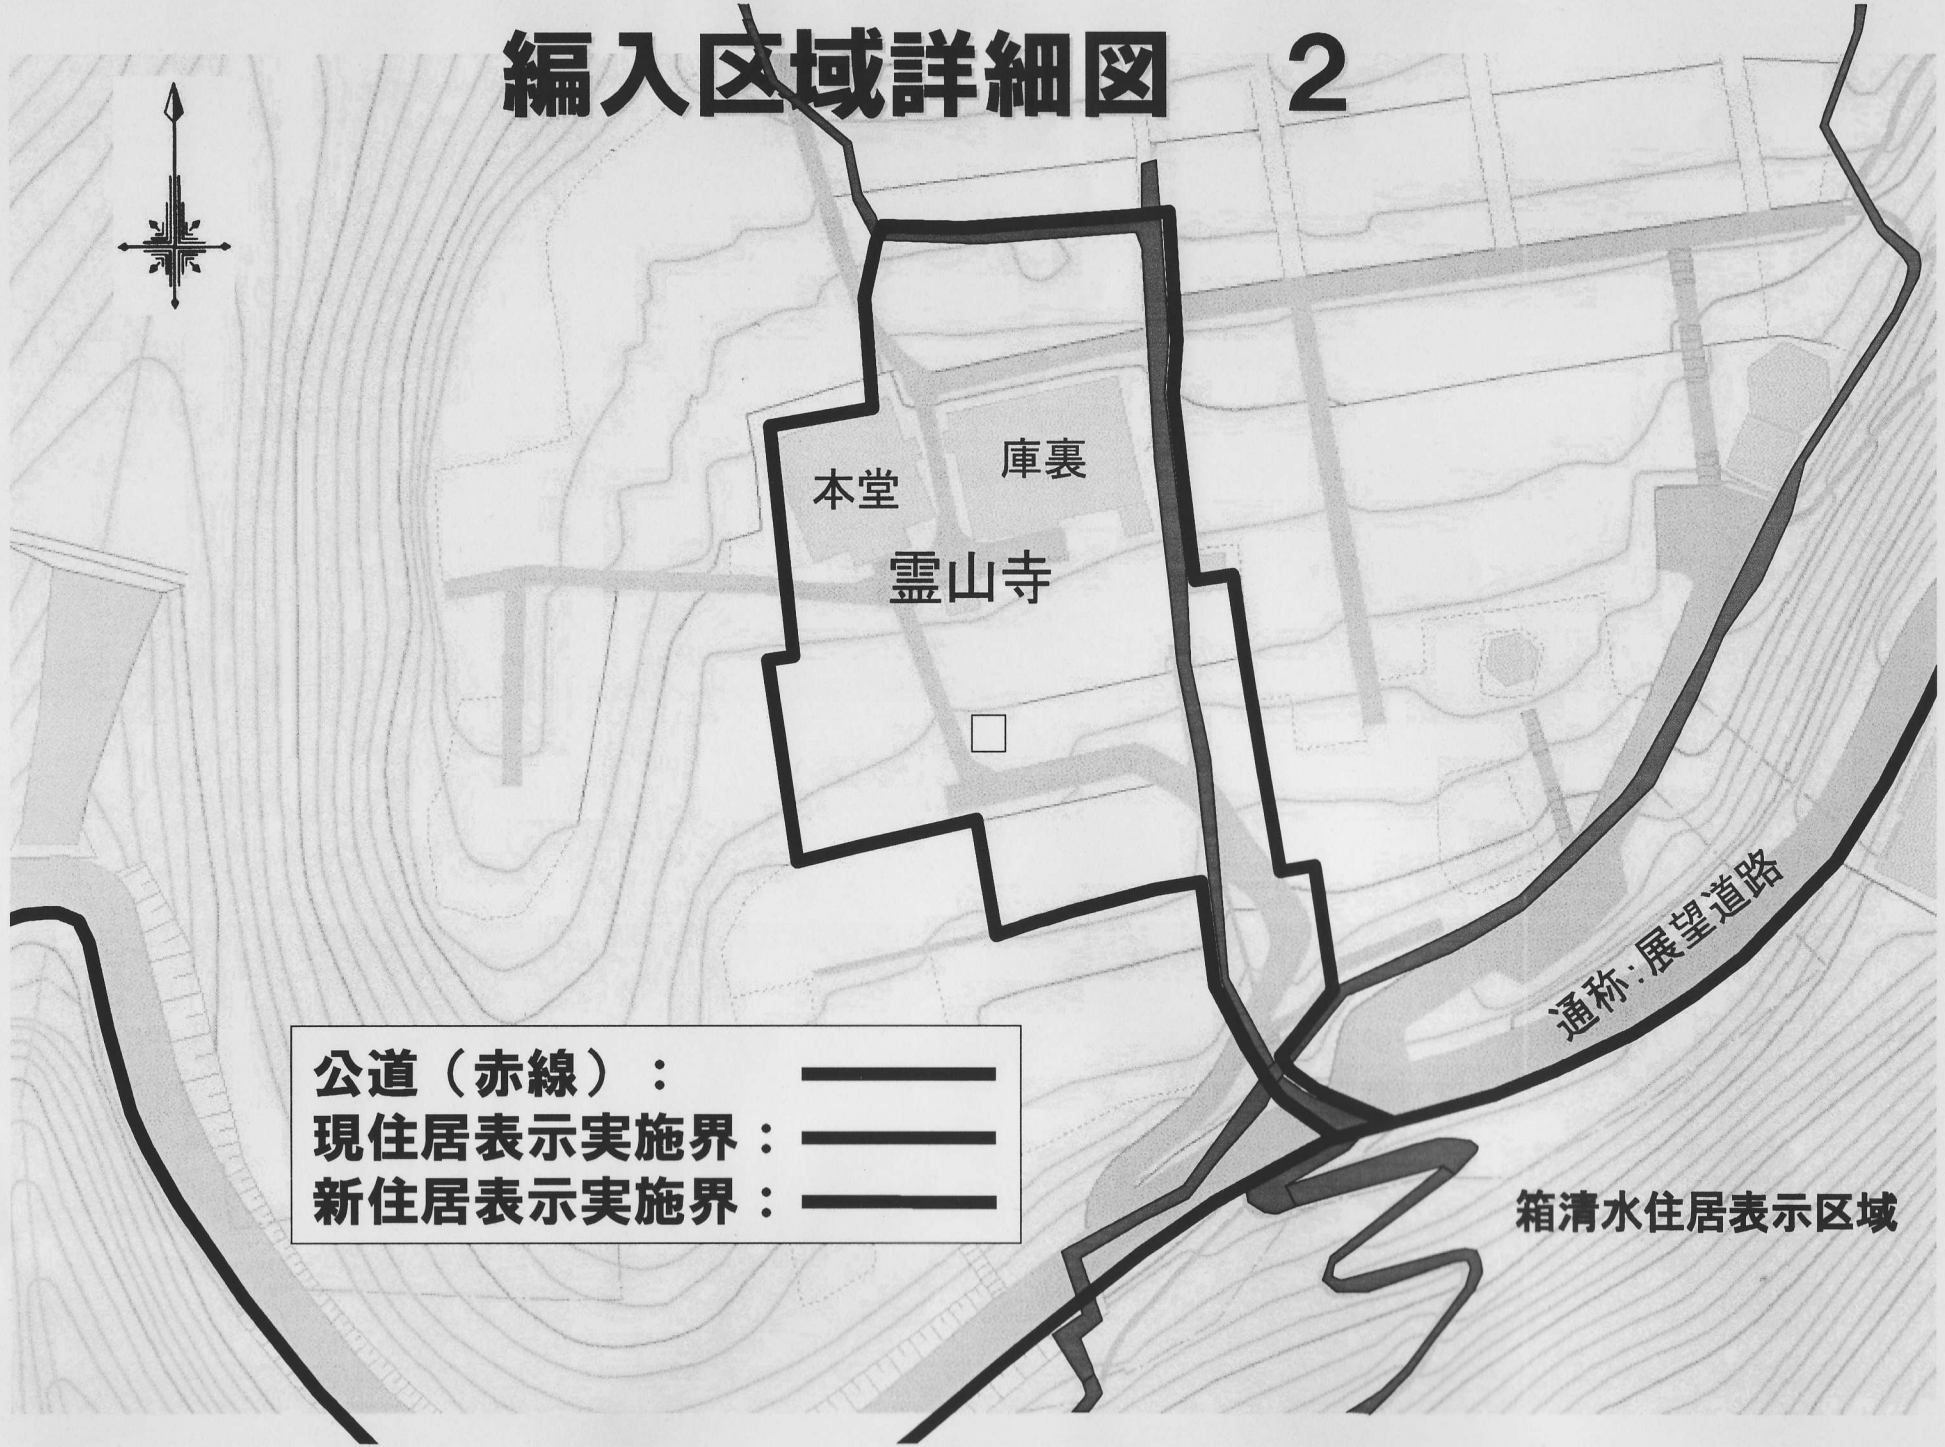 編入区域詳細図　2
本堂
庫裏
霊山寺
通称:展望道路
公道（赤線）：
現住居表示実施界：
新住居表示実施界：
箱清水住居表示区域